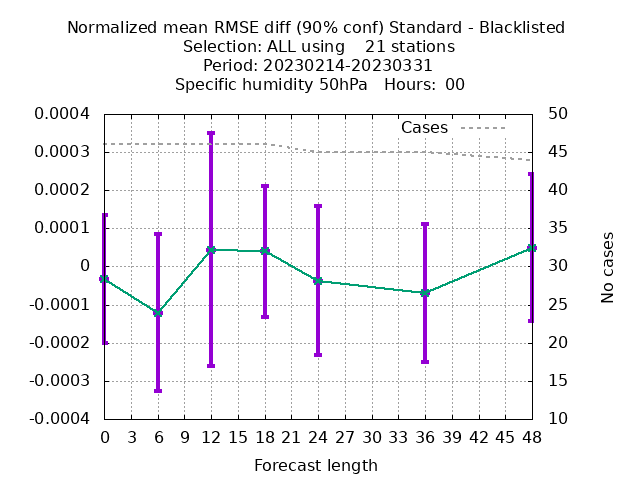 Normalized mean RMSE diff (90% conf) Standard - Blacklisted
Selection: ALL using    21 stations
Period: 20230214-20230331
Specific humidity 50hPa   Hours:  00
Cases
0.0004
0.0003
0.0002
0.0001
0
-0.0001
-0.0002
-0.0003
-0.0004
50
45
40
35
30
25
20
15
10
No cases
0 3 6 9 12 15 18 21 24 27 30 33 36 39 42 45 48
Forecast length